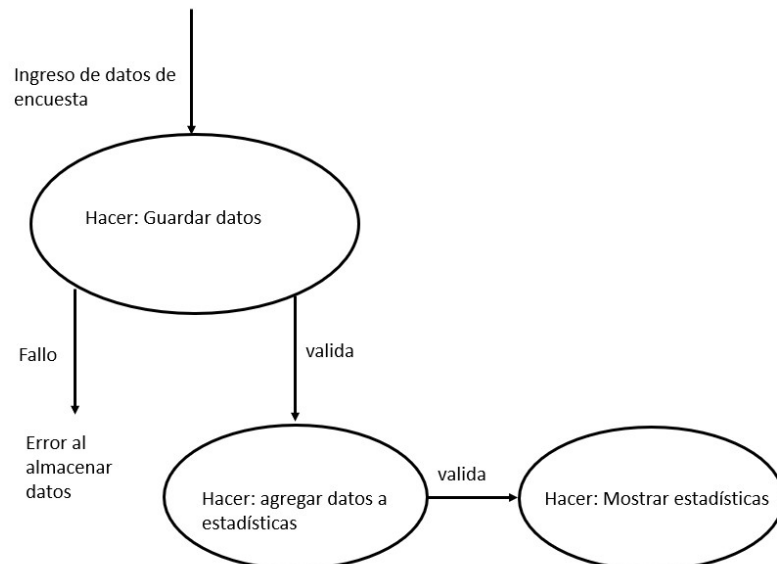 Ingreso de datos de
encuesta
Hacer: Guardar datos
Fallo
valida
Error al
almacenar
datos
Hacer: agregar datos a
estadísticas
valida
Hacer: Mostrar estadísticas